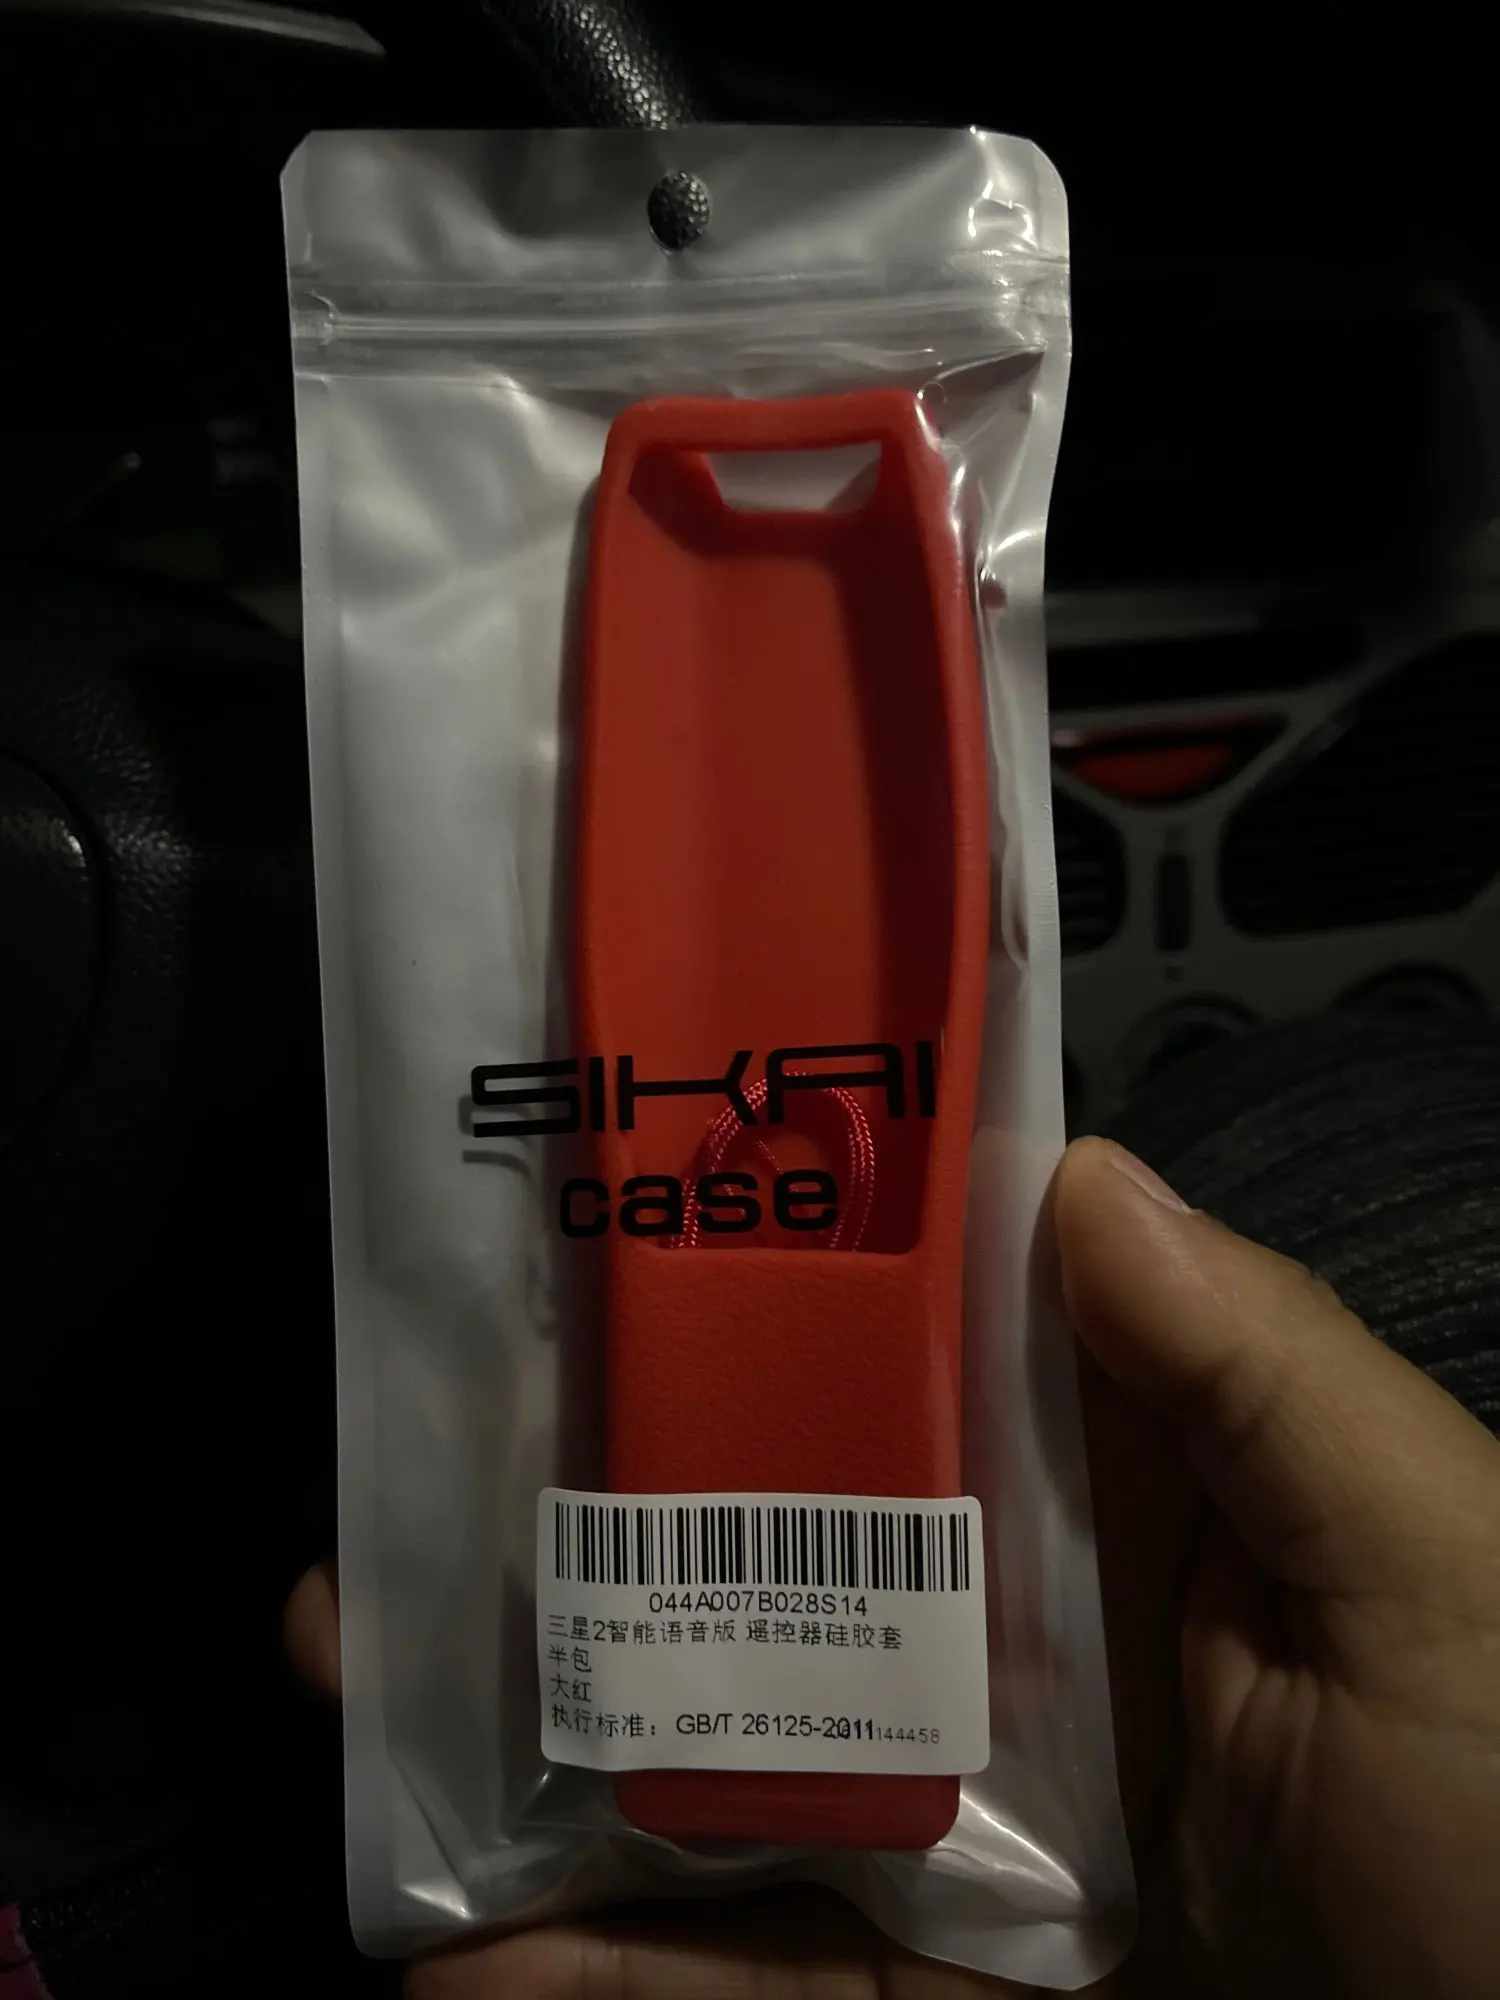 SIKAI
case
044A007B028S14
三星2智能语音版 遥控器硅胶套
半包
大红
执行标准： GB/T 26125-2011
144458